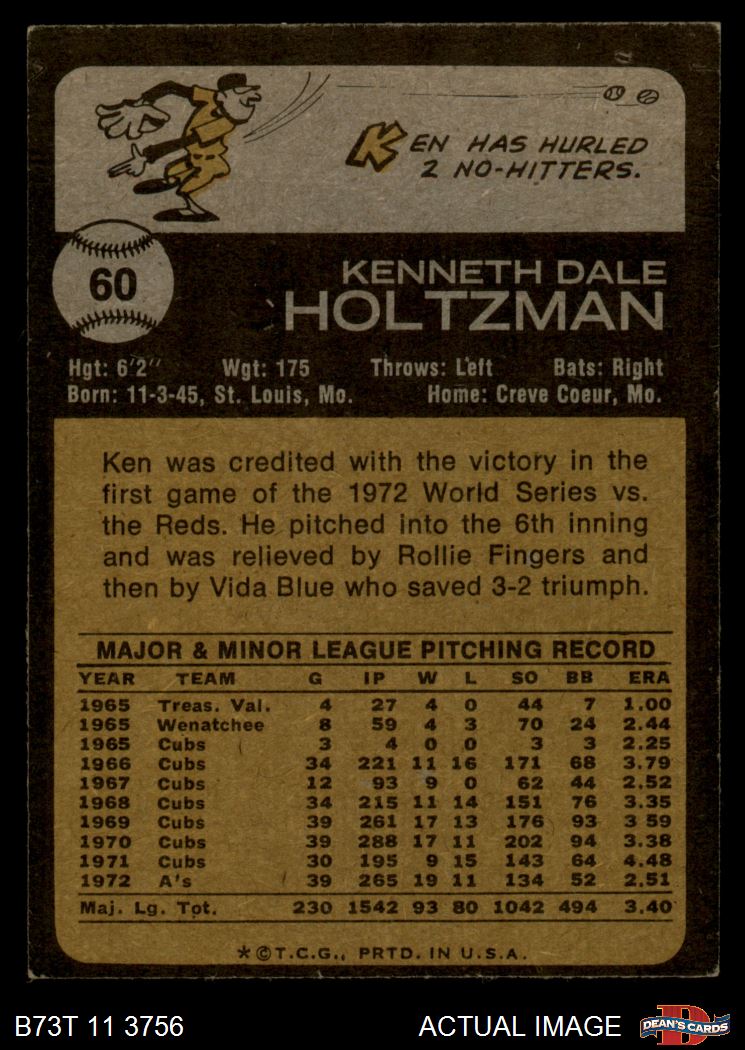 KEN HAS HURLED
2 NO-HITTERS.
60
KENNETH DALE
HOLTZMAN
Hgt: 6'2" Wgt: 175 Throws: Left Bats: Right
Born: 11-3-45, St. Louis, Mo. Home: Creve Coeur, Mo.
Ken was credited with the victory in the
first game of the 1972 World Series vs.
the Reds. He pitched into the 6th inning
and was relieved by Rollie Fingers and
then by Vida Blue who saved 3-2 triumph.
MAJOR & MINOR LEAGUE PITCHING RECORD
YEAR TEAM G IP W L SO BB ERA
1965 Treas. Val. 4 27 4 0 44 7 1.00
1965 Wenatchee 8 59 4 3 70 24 2.44
1965 Cubs 3 4 0 0 3 3 2.25
1966 Cubs 34 221 11 16 171 68 3.79
1967 Cubs 12 93 9 0 62 44 2.52
1968 Cubs 34 215 11 14 151 76 3.35
1969 Cubs 39 261 17 13 176 93 3 59
1970 Cubs 39 288 17 11 202 94 3.38
1971 Cubs 30 195 9 15 143 64 4.48
1972 A's 39 265 19 11 134 52 2.51
Maj. Lg. Tot. 230 1542 93 80 1042 494 3.40
*©T.C.G., PRTD. IN U.S.A.
B73T 11 3756 ACTUAL IMAGE D DEAN'S CARDS